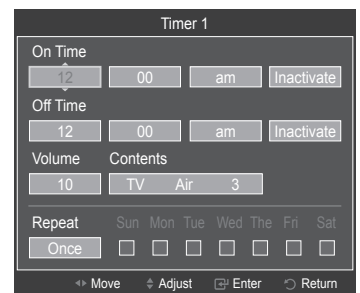 Timer 1
On Time
12 00 am Inactivate
Off Time
12 00 am Inactivate
Volume Contents
10 TV Air 3
Repeat Sun Mon Tue Wed The Fri Sat
Once
Move Adjust Enter Return